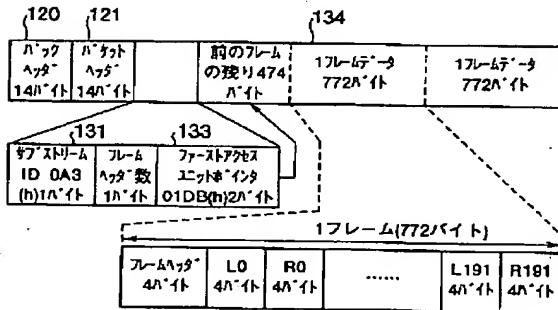 120
121
134
パック
ヘッダ
14バイト
パケット
ヘッダ
14バイト
前のフレーム
の残り474
バイト
1フレームデータ
772バイト
1フレームデータ
772バイト
131
133
サブストリーム
ID 0A3
(h)1バイト
フレーム
ヘッダ数
1バイト
ファーストアクセス
ユニットポインタ
01DB(h)2バイト
1フレーム(772バイト)
フレームヘッダ
4バイト
L0
4バイト
R0
4バイト
……
L191
4バイト
R191
4バイト